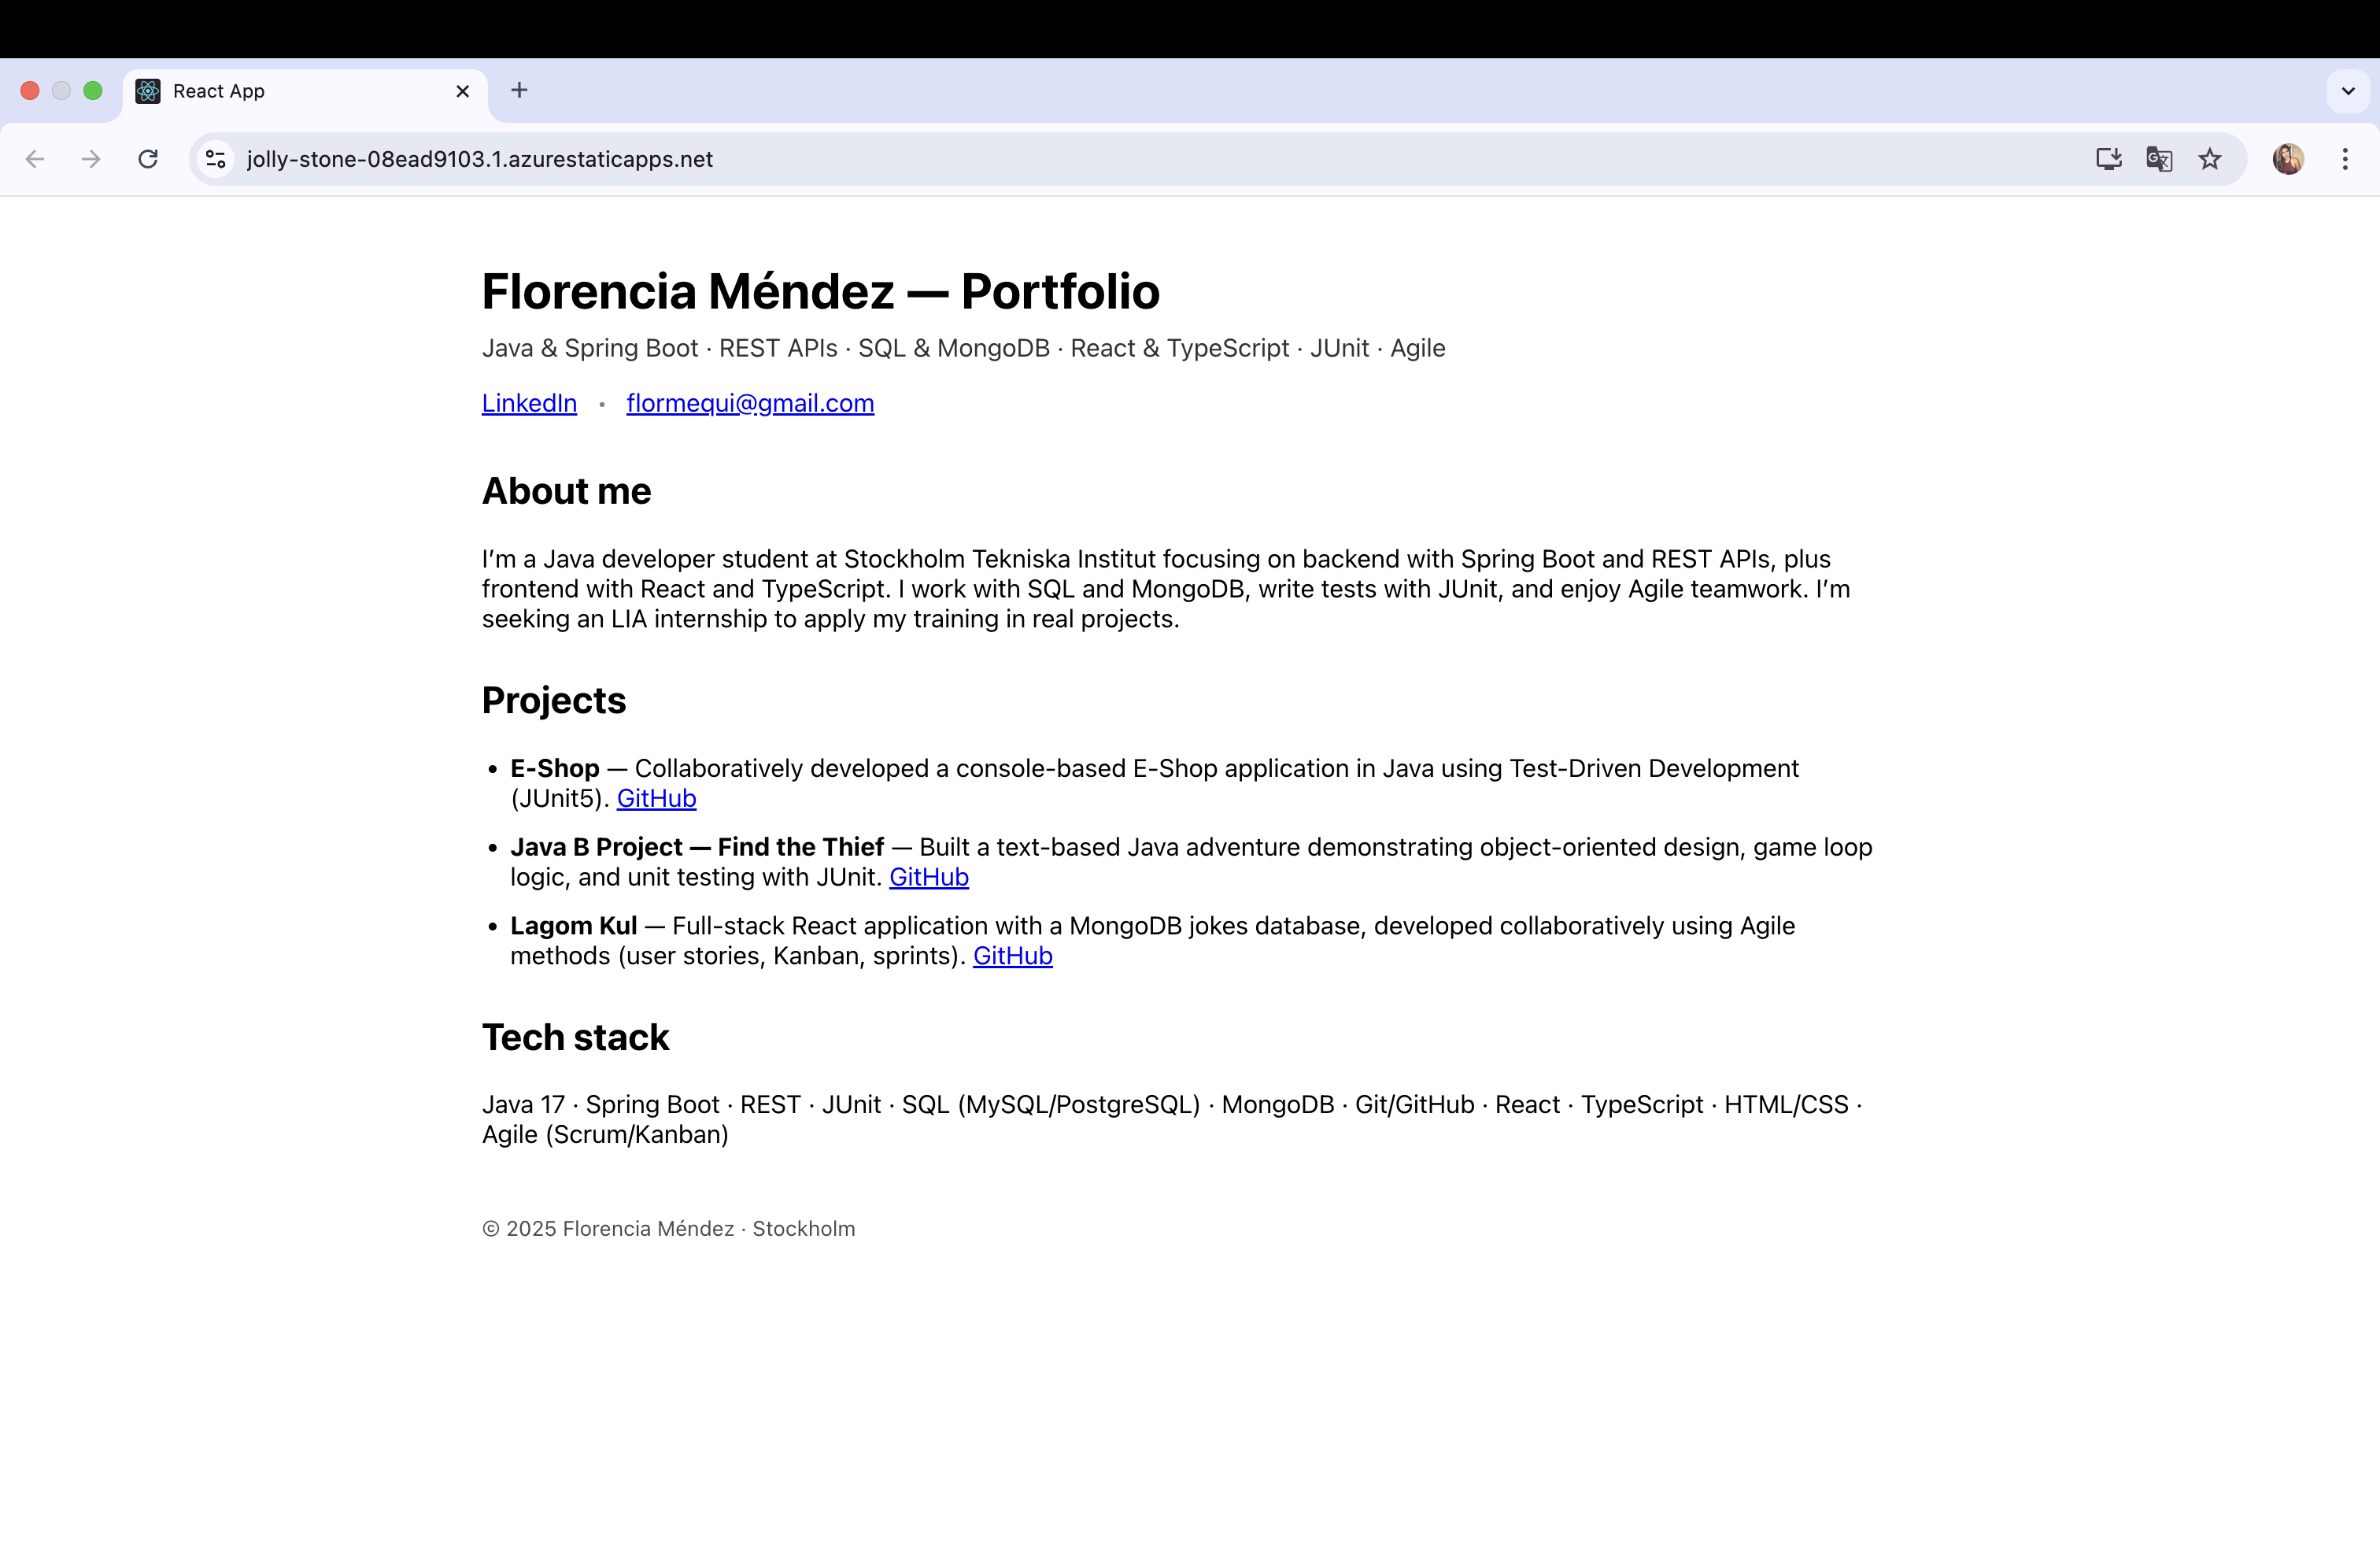 React App
jolly-stone-08ead9103.1.azurestaticapps.net
Florencia Méndez — Portfolio
Java & Spring Boot · REST APIs · SQL & MongoDB · React & TypeScript · JUnit · Agile
LinkedIn • flormequi@gmail.com
About me
I’m a Java developer student at Stockholm Tekniska Institut focusing on backend with Spring Boot and REST APIs, plus
frontend with React and TypeScript. I work with SQL and MongoDB, write tests with JUnit, and enjoy Agile teamwork. I’m
seeking an LIA internship to apply my training in real projects.
Projects
• E-Shop — Collaboratively developed a console-based E-Shop application in Java using Test-Driven Development
(JUnit5). GitHub
• Java B Project — Find the Thief — Built a text-based Java adventure demonstrating object-oriented design, game loop
logic, and unit testing with JUnit. GitHub
• Lagom Kul — Full-stack React application with a MongoDB jokes database, developed collaboratively using Agile
methods (user stories, Kanban, sprints). GitHub
Tech stack
Java 17 · Spring Boot · REST · JUnit · SQL (MySQL/PostgreSQL) · MongoDB · Git/GitHub · React · TypeScript · HTML/CSS ·
Agile (Scrum/Kanban)
© 2025 Florencia Méndez · Stockholm